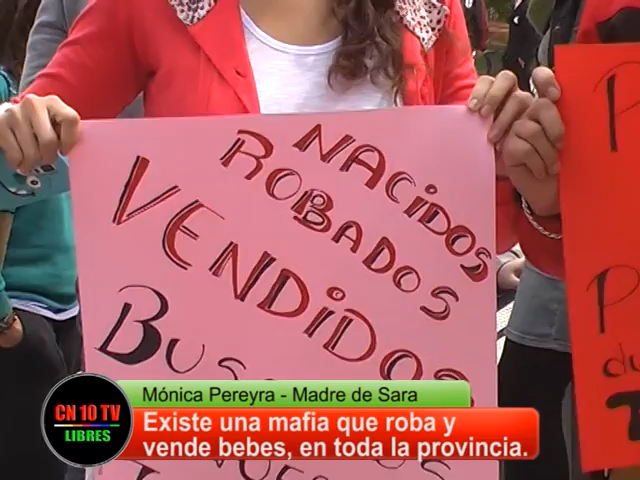 NACIDOS
ROBADOS
VENDIDOS
CN 10 TV
LIBRES
Mónica Pereyra - Madre de Sara
Existe una mafia que roba y
vende bebes, en toda la provincia.